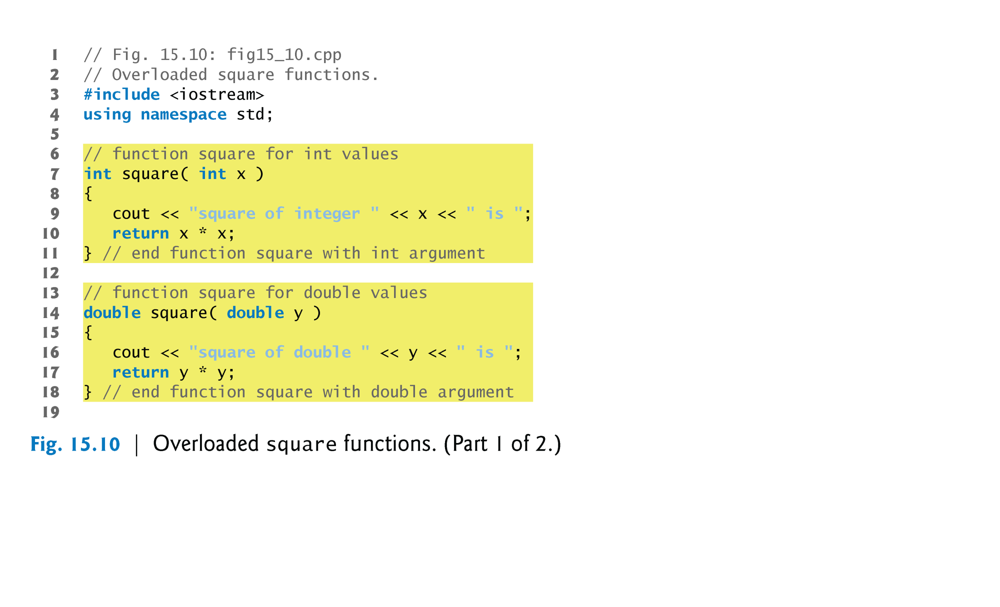 1 // Fig. 15.10: fig15_10.cpp
2 // Overloaded square functions.
3 #include <iostream>
4 using namespace std;
5
6 // function square for int values
7 int square( int x )
8 {
9    cout << "square of integer " << x << " is ";
10    return x * x;
11 } // end function square with int argument
12
13 // function square for double values
14 double square( double y )
15 {
16    cout << "square of double " << y << " is ";
17    return y * y;
18 } // end function square with double argument
19
Fig. 15.10 | Overloaded square functions. (Part 1 of 2.)